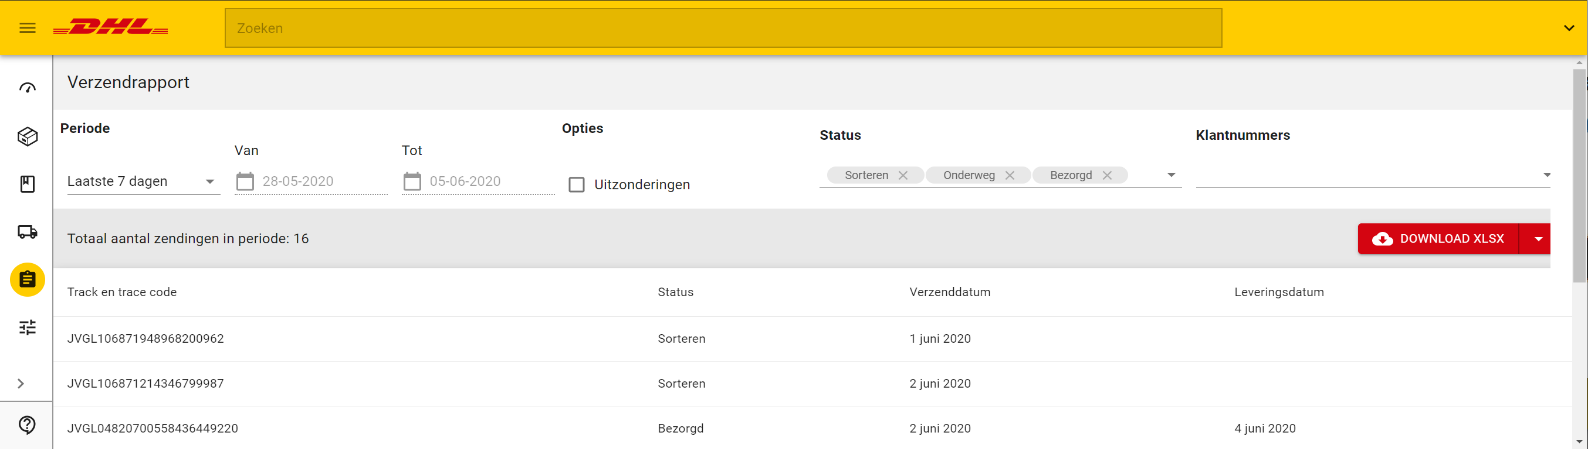 DHL
Zoeken
Verzendrapport
Periode
Opties
Status
Klantnummers
Van
Tot
Laatste 7 dagen
28-05-2020
05-06-2020
Uitzonderingen
Sorteren
Onderweg
Bezorgd
Totaal aantal zendingen in periode: 16
DOWNLOAD XLSX
Track en trace code
Status
Verzenddatum
Leveringsdatum
JVGL106871948968200962
Sorteren
1 juni 2020
JVGL106871214346799987
Sorteren
2 juni 2020
JVGL04820700558436449220
Bezorgd
2 juni 2020
4 juni 2020